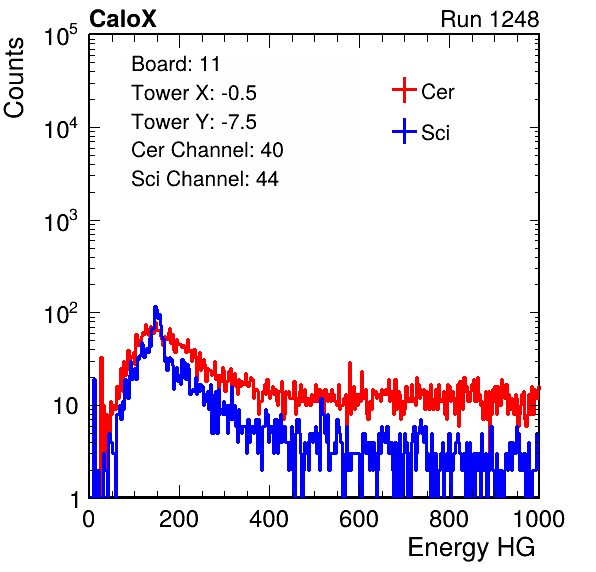 CaloX Run 1248
Counts
10^5
10^4
10^3
10^2
10
1
Board: 11
Tower X: -0.5
Tower Y: -7.5
Cer Channel: 40
Sci Channel: 44
Cer
Sci
0 200 400 600 800 1000
Energy HG